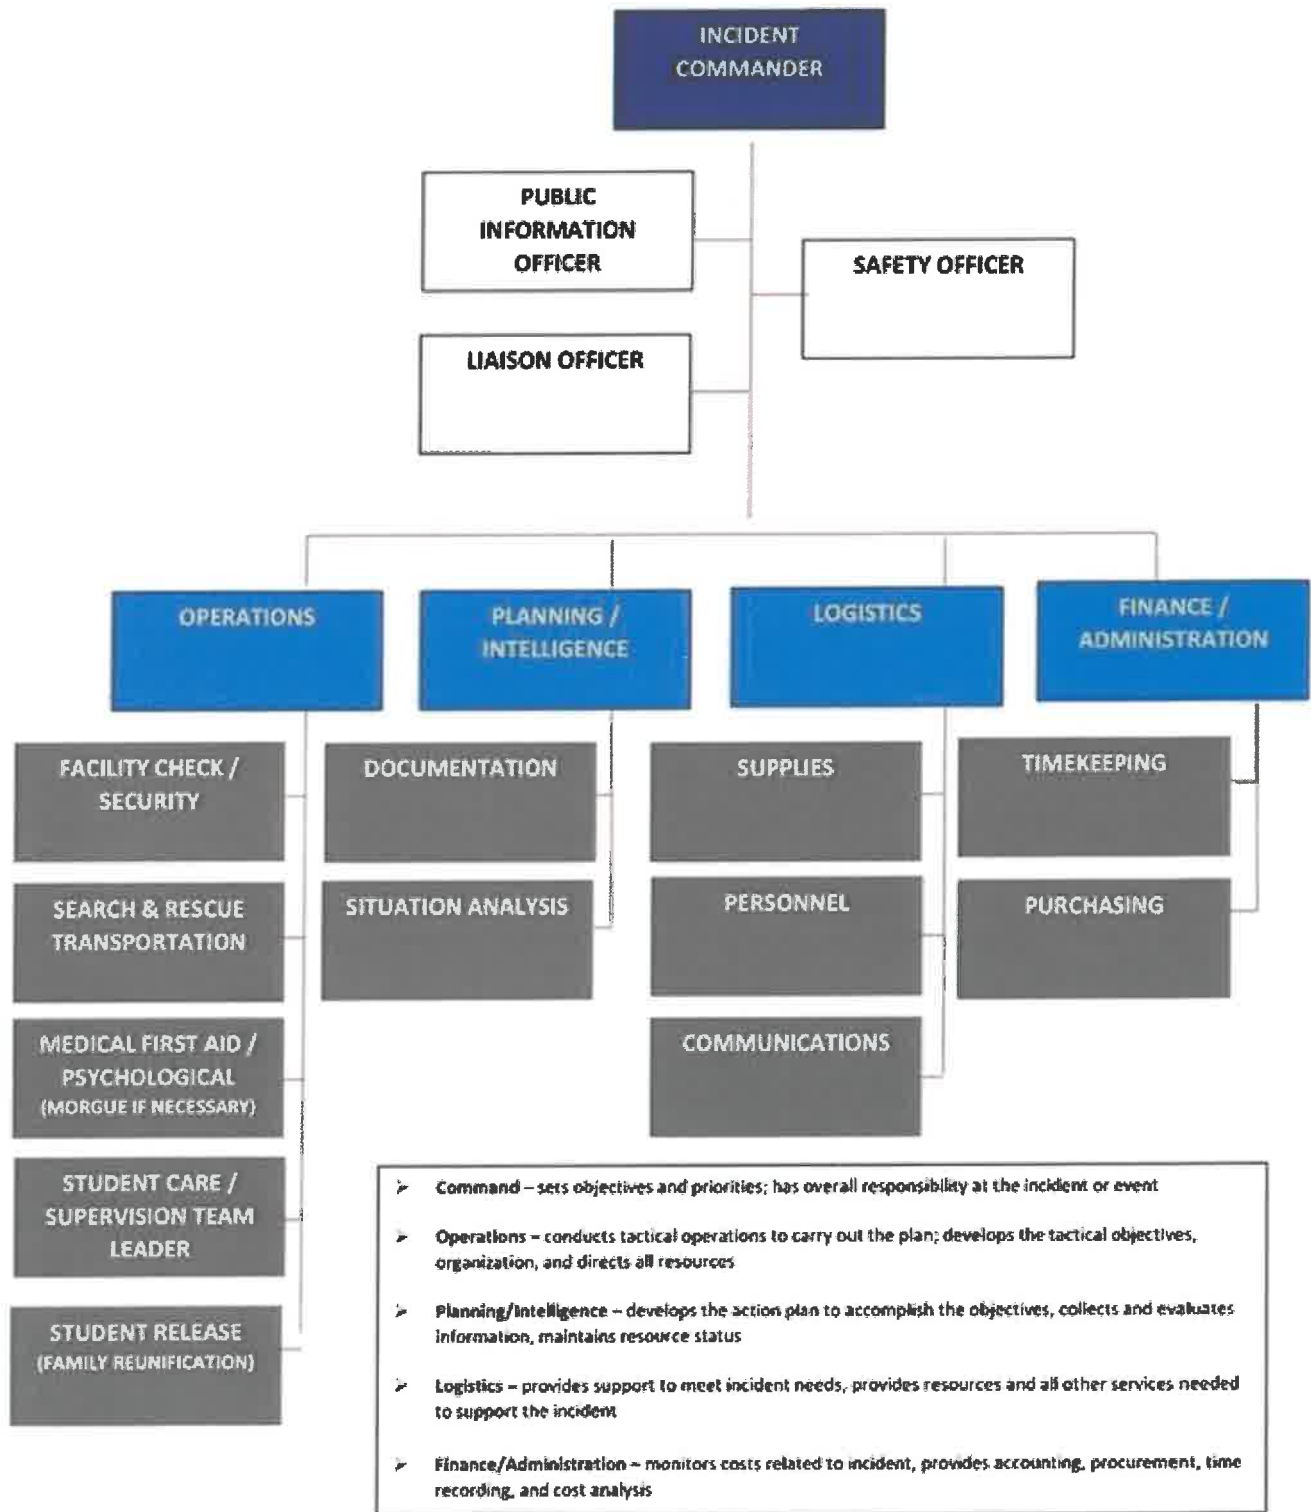 INCIDENT
COMMANDER
PUBLIC
INFORMATION
OFFICER
SAFETY OFFICER
LIAISON OFFICER
OPERATIONS
PLANNING /
INTELLIGENCE
LOGISTICS
FINANCE /
ADMINISTRATION
FACILITY CHECK /
SECURITY
SEARCH & RESCUE
TRANSPORTATION
MEDICAL FIRST AID /
PSYCHOLOGICAL
(MORGUE IF NECESSARY)
STUDENT CARE /
SUPERVISION TEAM
LEADER
STUDENT RELEASE
(FAMILY REUNIFICATION)
DOCUMENTATION
SITUATION ANALYSIS
SUPPLIES
PERSONNEL
COMMUNICATIONS
TIMEKEEPING
PURCHASING
➢ Command – sets objectives and priorities; has overall responsibility at the incident or event
➢ Operations – conducts tactical operations to carry out the plan; develops the tactical objectives,
organization, and directs all resources
➢ Planning/Intelligence – develops the action plan to accomplish the objectives, collects and evaluates
information, maintains resource status
➢ Logistics – provides support to meet incident needs, provides resources and all other services needed
to support the incident
➢ Finance/Administration – monitors costs related to incident, provides accounting, procurement, time
recording, and cost analysis